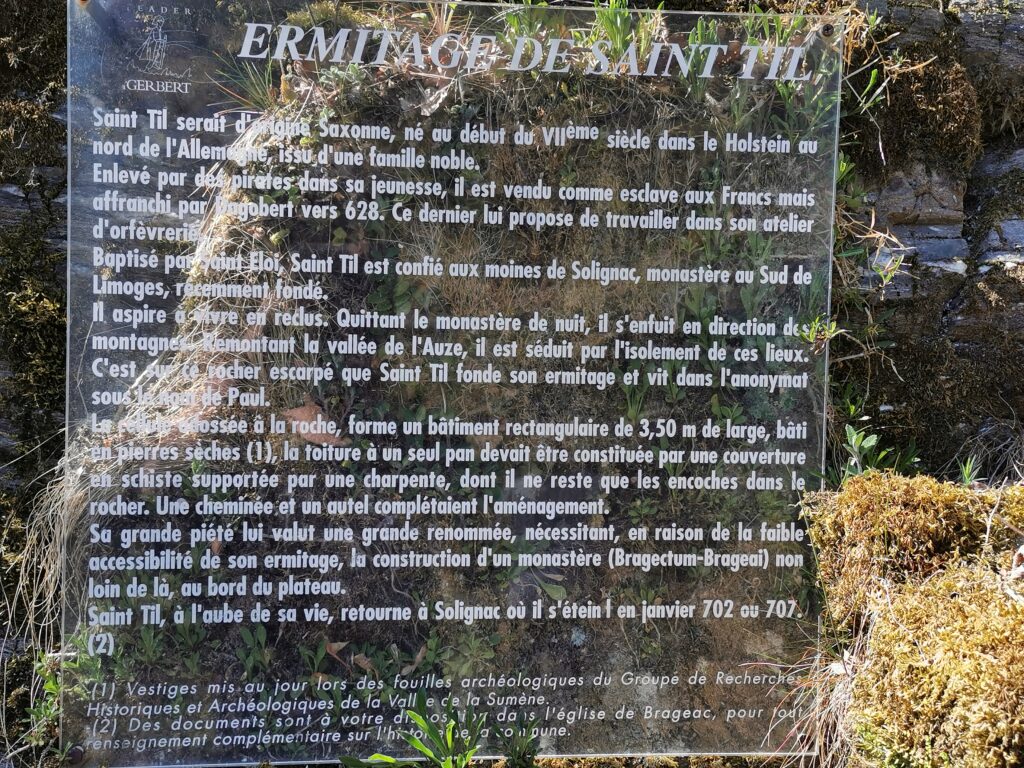 LEADER
GERBERT
ERMITAGE DE SAINT TIL
Saint Til serait d'origine Saxonne, né au début du VIIème siècle dans le Holstein au
nord de l'Allemagne, issu d'une famille noble.
Enlevé par des pirates dans sa jeunesse, il est vendu comme esclave aux Francs mais
affranchi par Dagobert vers 628. Ce dernier lui propose de travailler dans son atelier
d'orfèvrerie
Baptisé par Saint Eloi, Saint Til est confié aux moines de Solignac, monastère au Sud de
Limoges, récemment fondé.
Il aspire à vivre en reclus. Quittant le monastère de nuit, il s'enfuit en direction des
montagnes. Remontant la vallée de l'Auze, il est séduit par l'isolement de ces lieux.
C'est sur ce rocher escarpé que Saint Til fonde son ermitage et vit dans l'anonymat
sous le nom de Paul.
La cellule adossée à la roche, forme un bâtiment rectangulaire de 3,50 m de large, bâti
en pierres sèches (1), la toiture à un seul pan devait être constituée par une couverture
en schiste supportée par une charpente, dont il ne reste que les encoches dans le
rocher. Une cheminée et un autel complétaient l'aménagement.
Sa grande piété lui valut une grande renommée, nécessitant, en raison de la faible
accessibilité de son ermitage, la construction d'un monastère (Bragectum-Brageai) non
loin de là, au bord du plateau.
Saint Til, à l'aube de sa vie, retourne à Solignac où il s'éteint en janvier 702 ou 707.
(2)
(1) Vestiges mis au jour lors des fouilles archéologiques du Groupe de Recherches
Historiques et Archéologiques de la Vallée de la Sumène.
(2) Des documents sont à votre disposition dans l'église de Brageac, pour tout
renseignement complémentaire sur l'histoire de la commune.